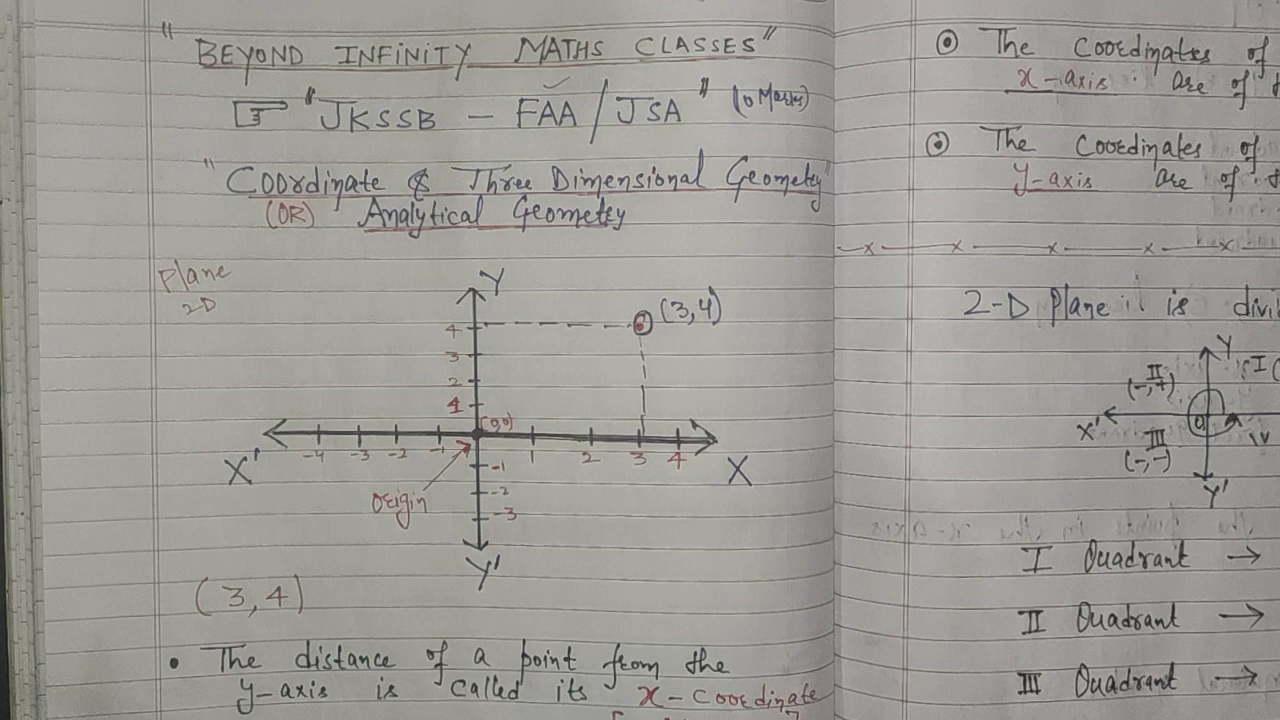 "BEYOND INFINITY MATHS CLASSES"
"JKSSB - FAA/JSA" (10 Marks)
"Coordinate & Three Dimensional Geometry"
(OR) Analytical Geometry
Plane
2-D
Y
(3,4)
4
3
2
1
(0,0)
-4 -3 -2 -1 1 2 3 4
X' X
-1
-2
-3
Origin
Y'
(3,4)
• The distance of a point from the
y-axis is called its x-coordinate
The coordinates of
x-axis are of
The coordinates of
y-axis are of
-x- x - x - x - x
2-D Plane: is divi
Y
II I
(-,+)
X' O IV
III
(-,-)
Y'
I Quadrant →
II Quadrant →
III Quadrant →